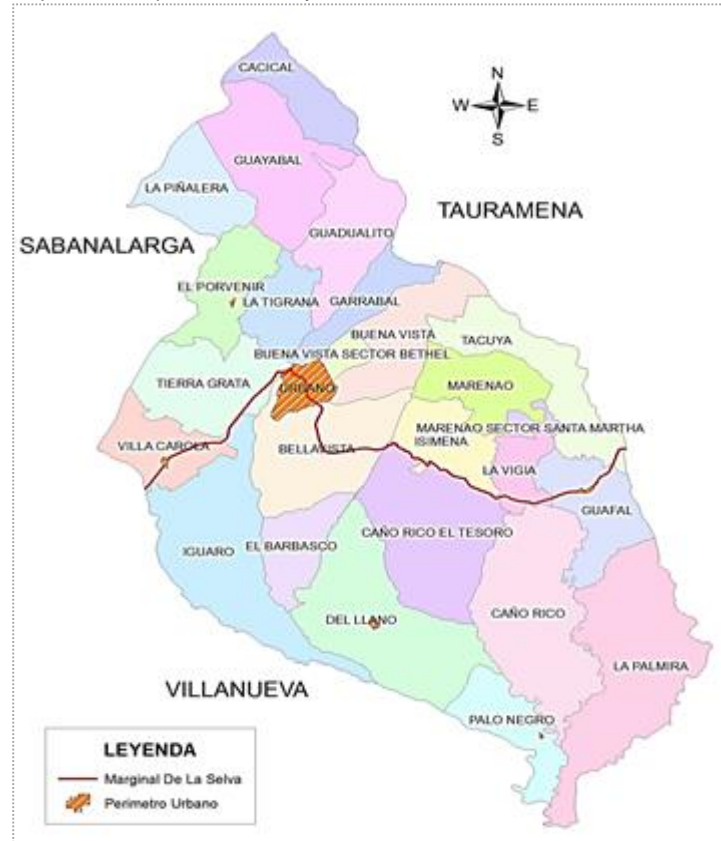 CACICAL
N
W E
S
GUAYABAL
LA PIÑALERA
TAURAMENA
GUADUALITO
SABANALARGA
EL PORVENIR
LA TIGRANA
GARRABAL
BUENA VISTA
TACUYA
BUENA VISTA SECTOR BETHEL
TIERRA GRATA
URBANO
MARENAO
MARENAO SECTOR SANTA MARTHA
ISIMENA
VILLA CAROLA
BELLAVISTA
LA VIGIA
GUAFAL
CAÑO RICO EL TESORO
IGUARO
EL BARBASCO
CAÑO RICO
DEL LLANO
LA PALMIRA
VILLANUEVA
PALO NEGRO
LEYENDA
Marginal De La Selva
Perimetro Urbano